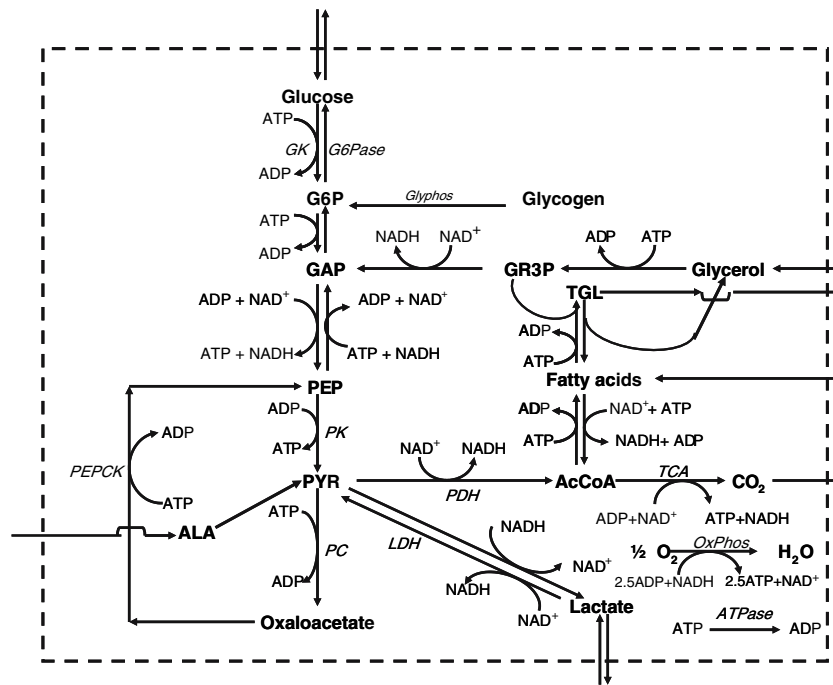 Glucose
ATP
GK
G6Pase
ADP
G6P
Glyphos
Glycogen
ATP
ADP
NADH
NAD⁺
ADP
ATP
GAP
GR3P
Glycerol
TGL
ADP + NAD⁺
ADP + NAD⁺
ADP
ATP + NADH
ATP + NADH
ATP
PEP
Fatty acids
ADP
PK
ATP
ADP
NAD⁺+ ATP
ADP
ATP
NADH+ ADP
PEPCK
ATP
NAD⁺
NADH
PYR
PDH
AcCoA
TCA
CO₂
ALA
ATP
PC
ADP
LDH
NADH
NAD⁺
NADH
NAD⁺
ADP+NAD⁺
ATP+NADH
½ O₂
OxPhos
H₂O
2.5ADP+NADH
2.5ATP+NAD⁺
Lactate
Oxaloacetate
ATPase
ATP
ADP